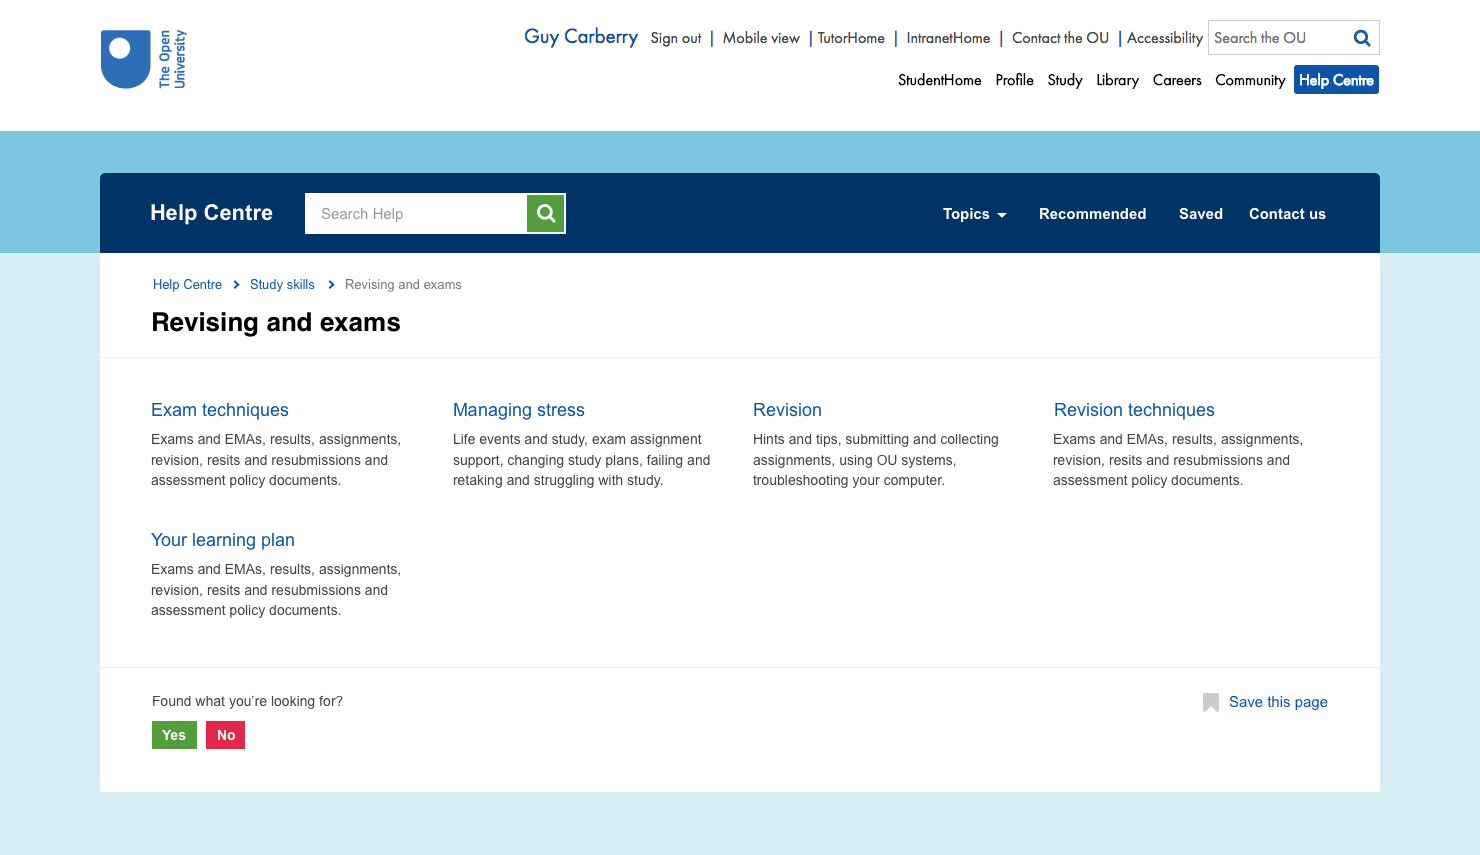 The Open
University
Guy Carberry Sign out | Mobile view | TutorHome | IntranetHome | Contact the OU | Accessibility Search the OU
StudentHome Profile Study Library Careers Community Help Centre
Help Centre Search Help Topics Recommended Saved Contact us
Help Centre Study skills Revising and exams
Revising and exams
Exam techniques
Exams and EMAs, results, assignments,
revision, resits and resubmissions and
assessment policy documents.
Managing stress
Life events and study, exam assignment
support, changing study plans, failing and
retaking and struggling with study.
Revision
Hints and tips, submitting and collecting
assignments, using OU systems,
troubleshooting your computer.
Revision techniques
Exams and EMAs, results, assignments,
revision, resits and resubmissions and
assessment policy documents.
Your learning plan
Exams and EMAs, results, assignments,
revision, resits and resubmissions and
assessment policy documents.
Found what you're looking for?
Yes No
Save this page